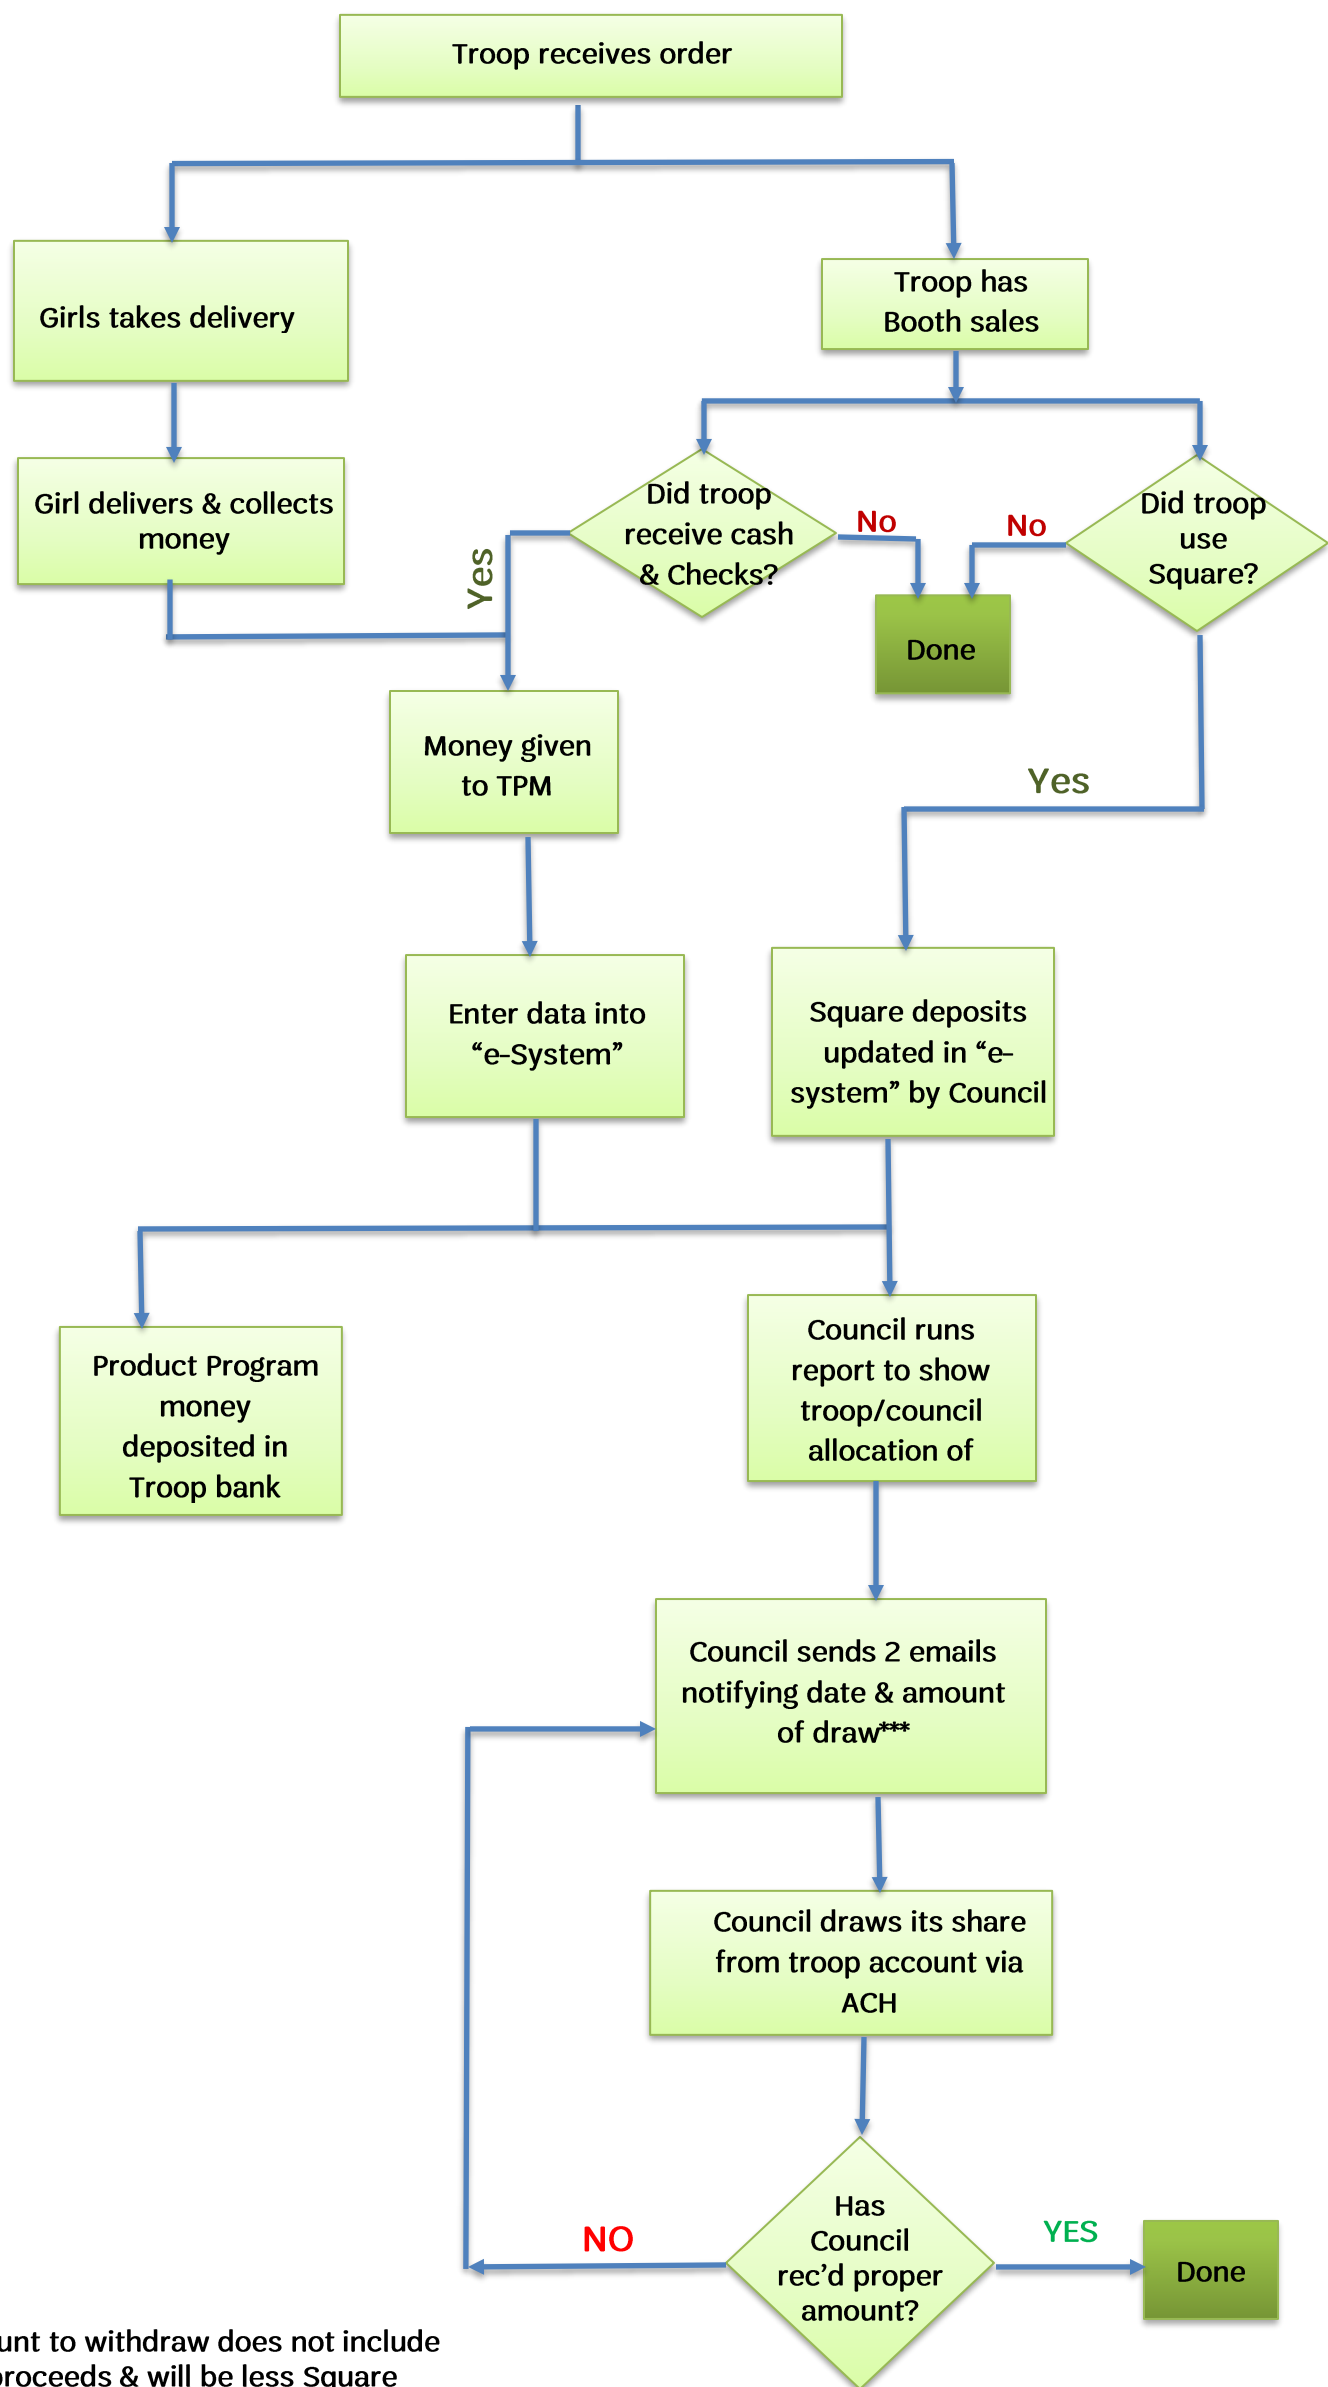 Troop receives order
Girls takes delivery
Troop has
Booth sales
Girl delivers & collects
money
Did troop
receive cash
& Checks?
No
No
Did troop
use
Square?
Yes
Done
Money given
to TPM
Yes
Enter data into
“e-System”
Square deposits
updated in “e-
system” by Council
Product Program
money
deposited in
Troop bank
Council runs
report to show
troop/council
allocation of
Council sends 2 emails
notifying date & amount
of draw***
Council draws its share
from troop account via
ACH
Has
Council
rec’d proper
amount?
NO
YES
Done
to withdraw does not include
& will be less Square